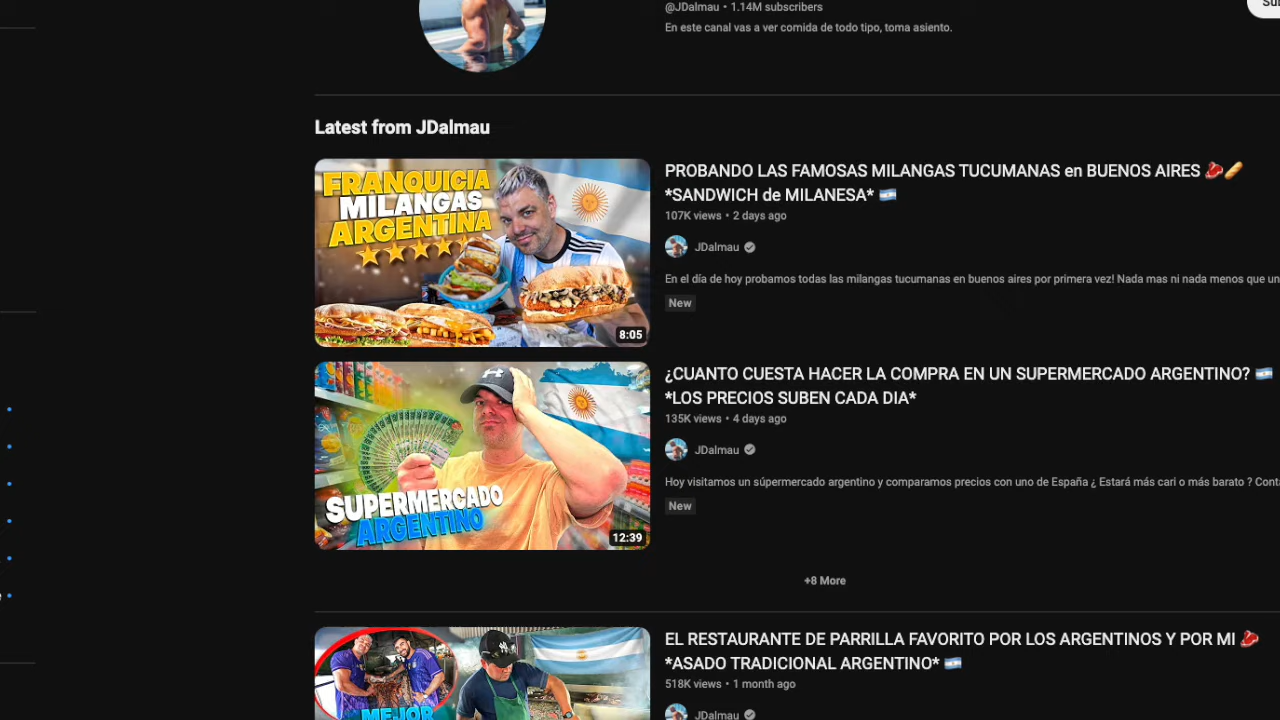 @JDalmau • 1.14M subscribers
En este canal vas a ver comida de todo tipo, toma asiento.
Latest from JDalmau
FRANQUICIA
MILANGAS
ARGENTINA
8:05
PROBANDO LAS FAMOSAS MILANGAS TUCUMANAS en BUENOS AIRES 🥩🥖
*SANDWICH de MILANESA* 🇦🇷
107K views • 2 days ago
JDalmau
En el día de hoy probamos todas las milangas tucumanas en buenos aires por primera vez! Nada mas ni nada menos que un
New
SUPERMERCADO
ARGENTINO
12:39
¿CUANTO CUESTA HACER LA COMPRA EN UN SUPERMERCADO ARGENTINO? 🇦🇷
*LOS PRECIOS SUBEN CADA DIA*
135K views • 4 days ago
JDalmau
Hoy visitamos un súpermercado argentino y comparamos precios con uno de España ¿ Estará más cari o más barato ? Conta
New
+8 More
MEJOR
EL RESTAURANTE DE PARRILLA FAVORITO POR LOS ARGENTINOS Y POR MI 🥩
*ASADO TRADICIONAL ARGENTINO* 🇦🇷
518K views • 1 month ago
JDalmau